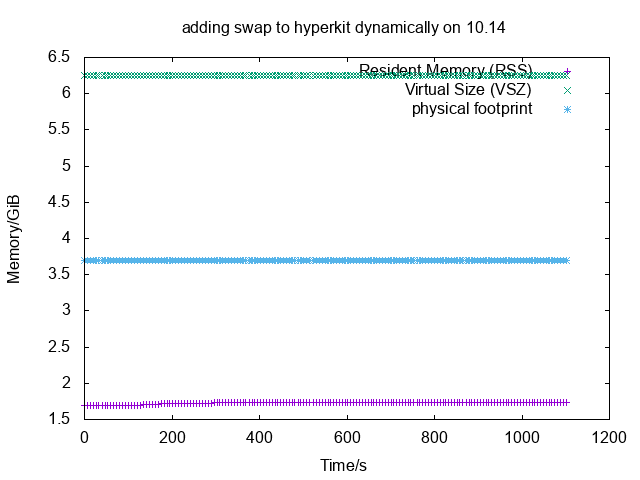 adding swap to hyperkit dynamically on 10.14
6.5
Resident Memory (RSS)
6
Virtual Size (VSZ)
physical footprint
5.5
5
4.5
4
Memory/GiB
3.5
3
2.5
2
1.5
0 200 400 600 800 1000 1200
Time/s